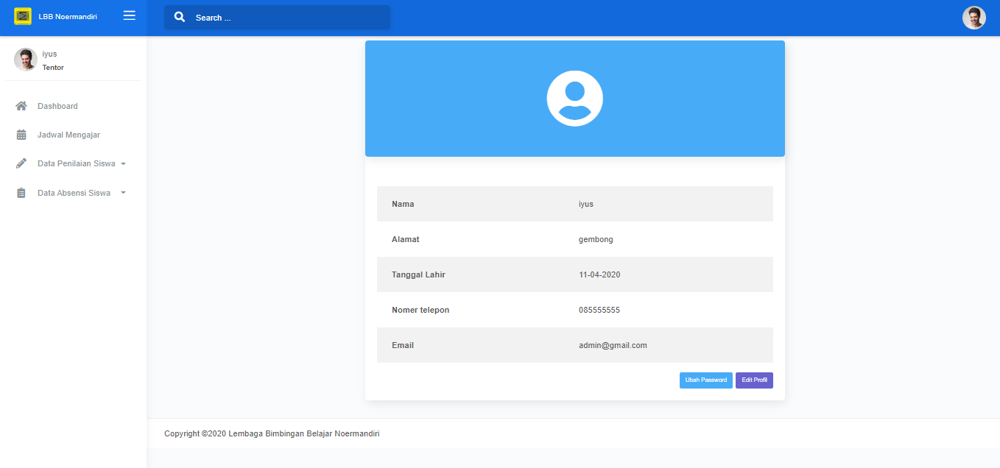 LBB Noermandiri
Search ...
iyus
Tentor
Dashboard
Jadwal Mengajar
Data Penilaian Siswa
Data Absensi Siswa
Nama iyus
Alamat gembong
Tanggal Lahir 11-04-2020
Nomer telepon 085555555
Email admin@gmail.com
Ubah Password Edit Profil
Copyright ©2020 Lembaga Bimbingan Belajar Noermandiri